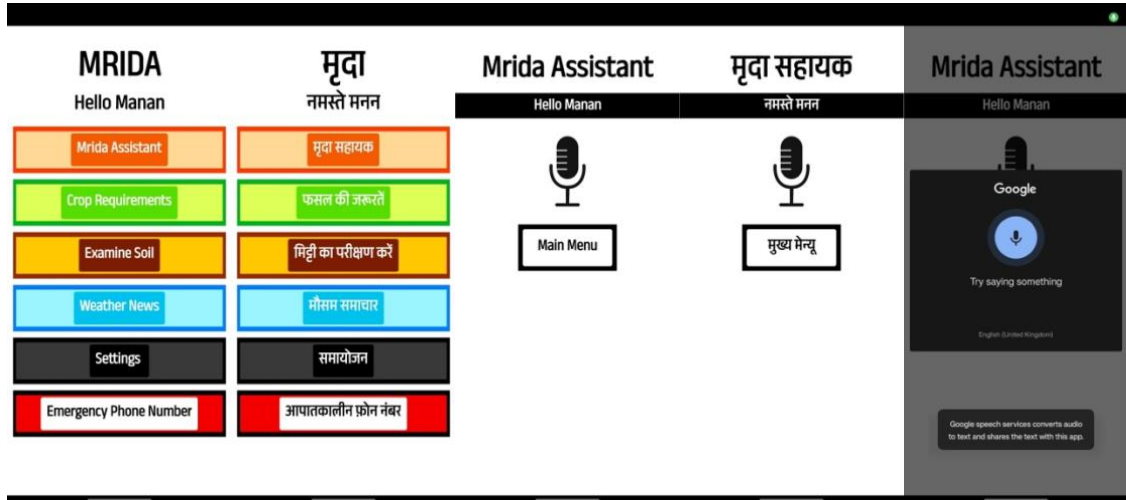 MRIDA
Hello Manan
Mrida Assistant
Crop Requirements
Examine Soil
Weather News
Settings
Emergency Phone Number
मृदा
नमस्ते मनन
मृदा सहायक
फसल की जरूरतें
मिट्टी का परीक्षण करें
मौसम समाचार
समायोजन
आपातकालीन फ़ोन नंबर
Mrida Assistant
Hello Manan
Main Menu
मृदा सहायक
नमस्ते मनन
मुख्य मेन्यू
Mrida Assistant
Hello Manan
Google
Try saying something
English (United Kingdom)
Google speech services converts audio
to text and shares the text with this app.